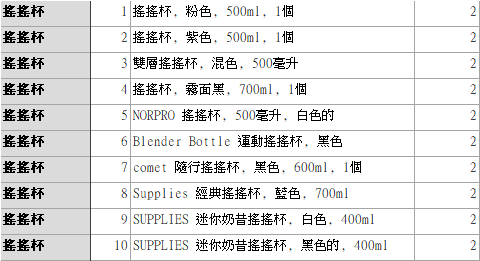 搖搖杯 1 搖搖杯, 粉色, 500ml, 1個 2
搖搖杯 2 搖搖杯, 紫色, 500ml, 1個 2
搖搖杯 3 雙層搖搖杯, 混色, 500毫升 2
搖搖杯 4 搖搖杯, 霧面黑, 700ml, 1個 2
搖搖杯 5 NORPRO 搖搖杯, 500毫升, 白色的 2
搖搖杯 6 Blender Bottle 運動搖搖杯, 黑色 2
搖搖杯 7 comet 隨行搖搖杯, 黑色, 600ml, 1個 2
搖搖杯 8 Supplies 經典搖搖杯, 藍色, 700ml 2
搖搖杯 9 SUPPLIES 迷你奶昔搖搖杯, 白色, 400ml 2
搖搖杯 10 SUPPLIES 迷你奶昔搖搖杯, 黑色的, 400ml 2